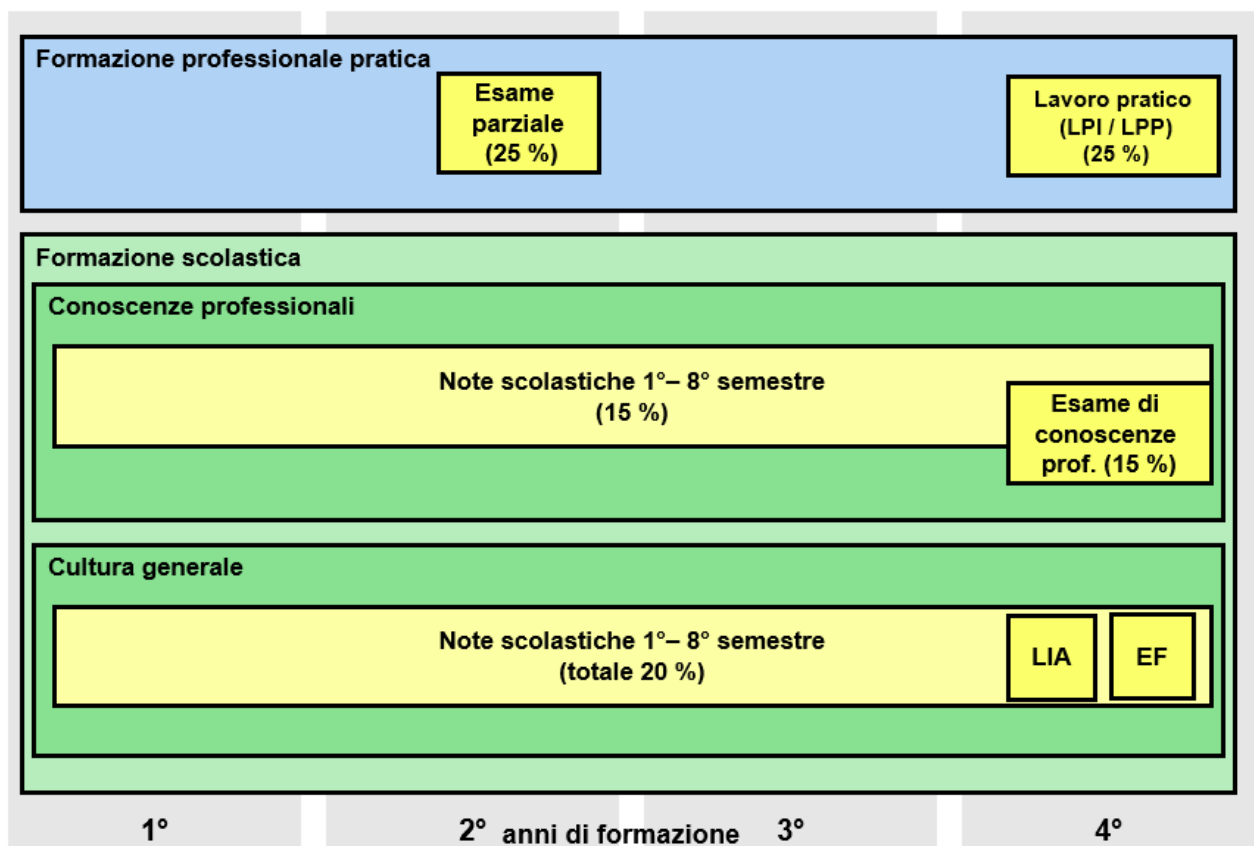 Formazione professionale pratica
Esame
parziale
(25 %)
Lavoro pratico
(LPI / LPP)
(25 %)
Formazione scolastica
Conoscenze professionali
Note scolastiche 1°– 8° semestre
(15 %)
Esame di
conoscenze
prof. (15 %)
Cultura generale
Note scolastiche 1°– 8° semestre
(totale 20 %)
LIA
EF
1°
2° anni di formazione 3°
4°